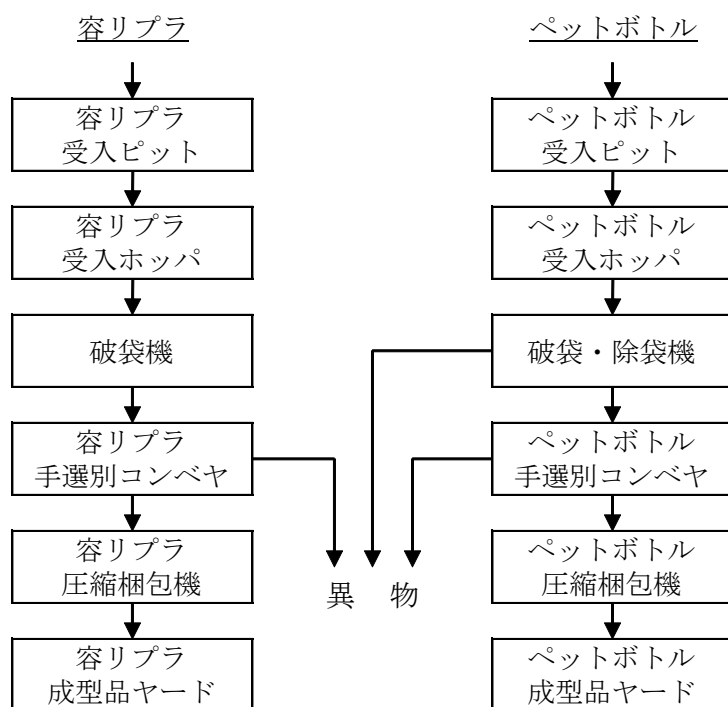 容リプラ
容リプラ
受入ピット
容リプラ
受入ホッパ
破袋機
容リプラ
手選別コンベヤ
容リプラ
圧縮梱包機
容リプラ
成型品ヤード
ペットボトル
ペットボトル
受入ピット
ペットボトル
受入ホッパ
破袋・除袋機
ペットボトル
手選別コンベヤ
ペットボトル
圧縮梱包機
ペットボトル
成型品ヤード
異 物